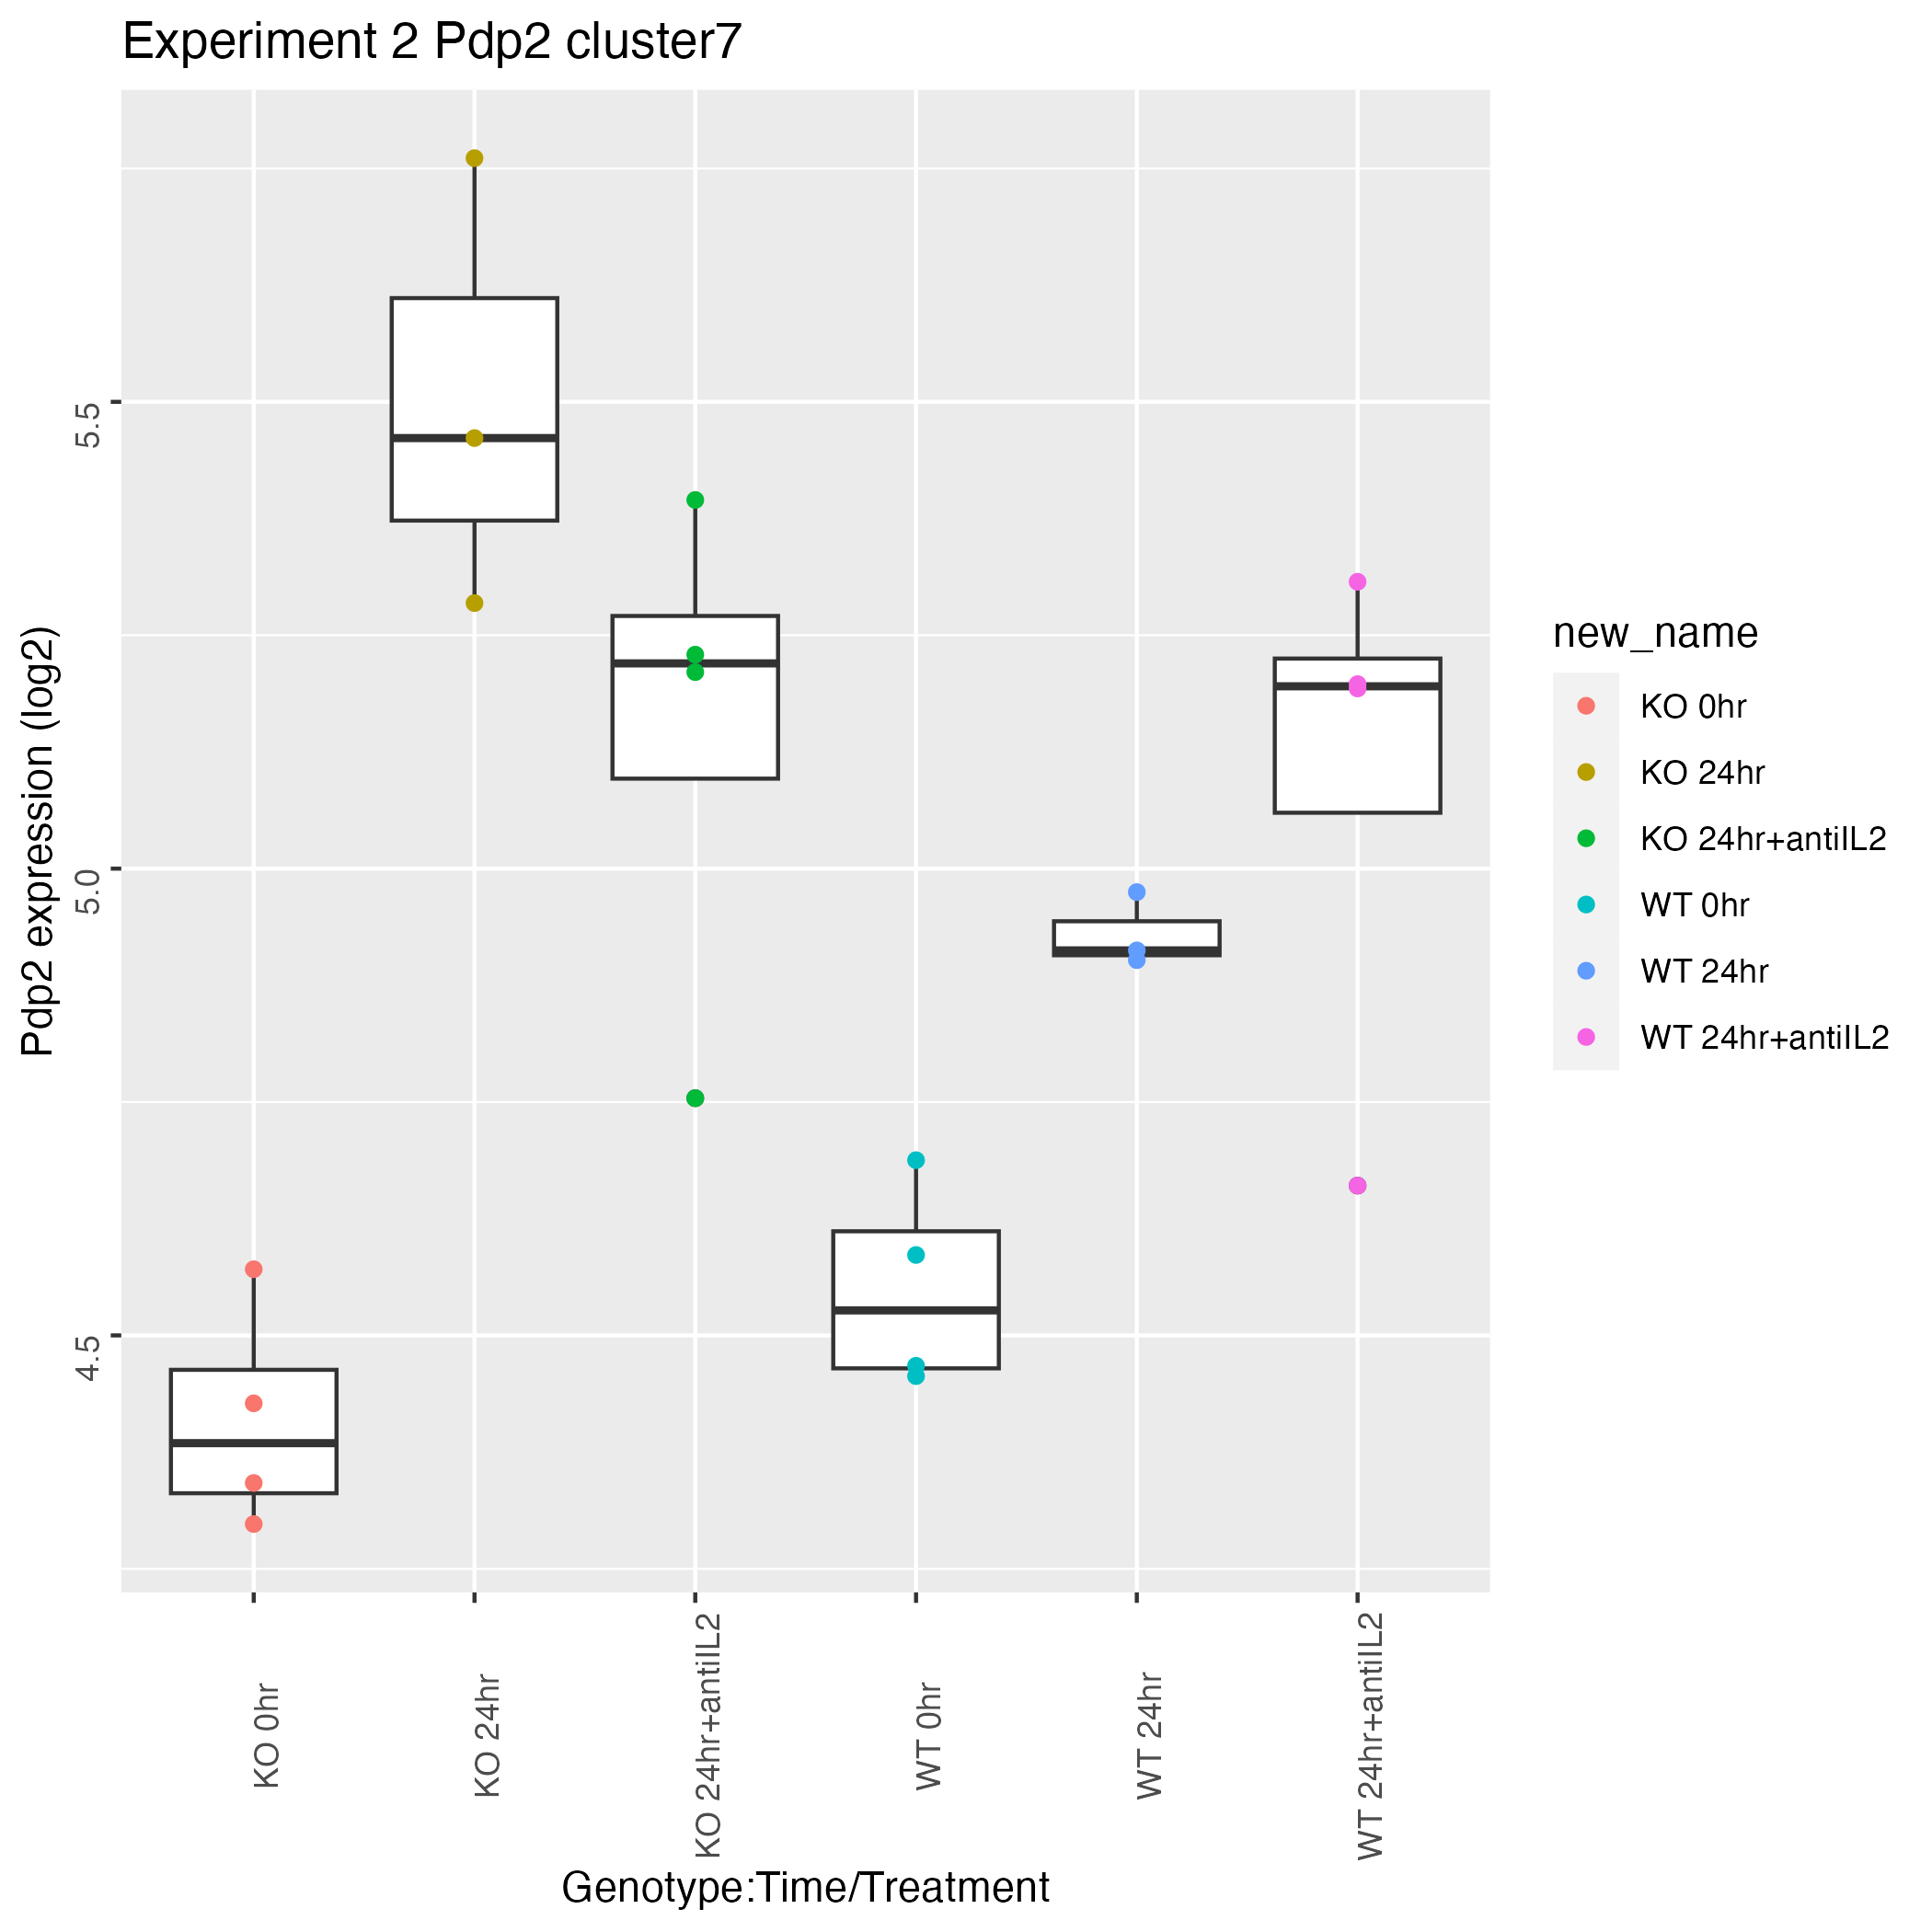 Experiment 2 Pdp2 cluster7
Pdp2 expression (log2)
5.5
5.0
4.5
KO 0hr
KO 24hr
KO 24hr+antiIL2
WT 0hr
WT 24hr
WT 24hr+antiIL2
Genotype:Time/Treatment
new_name
KO 0hr
KO 24hr
KO 24hr+antiIL2
WT 0hr
WT 24hr
WT 24hr+antiIL2